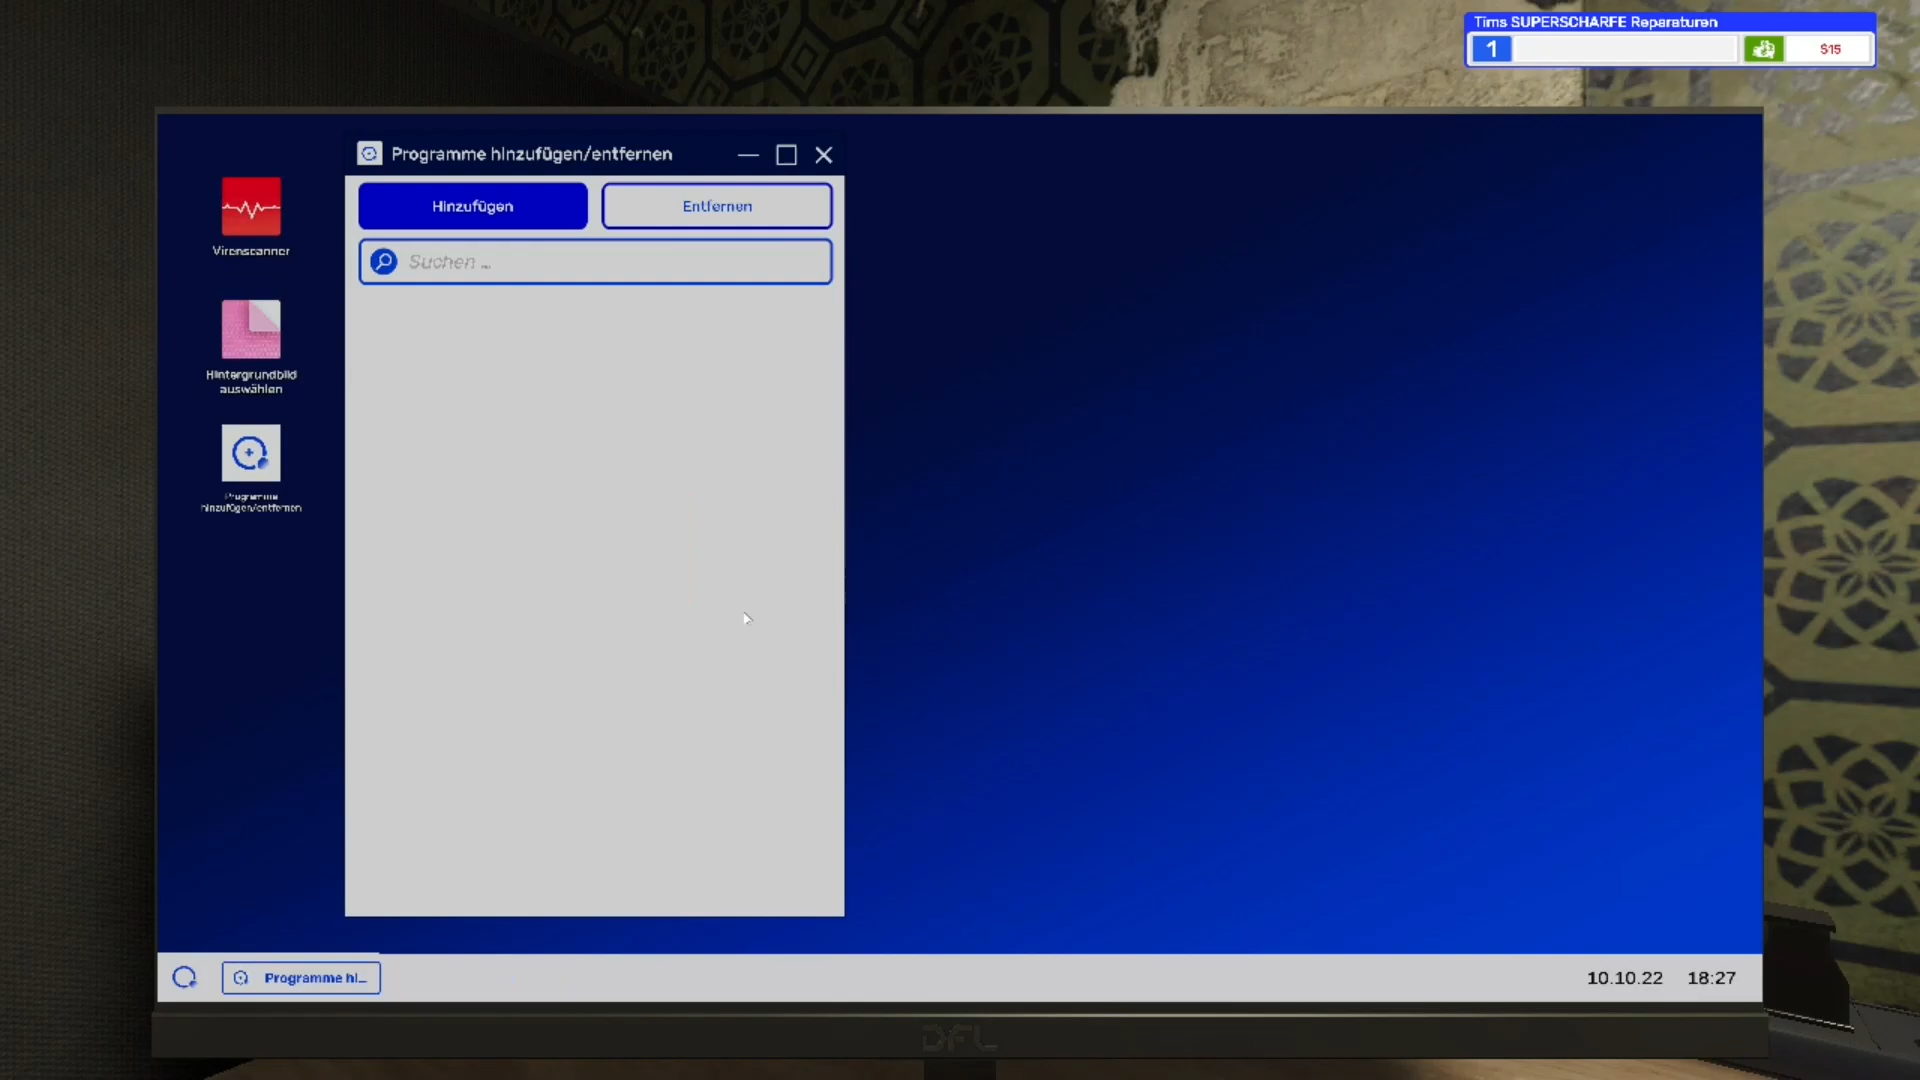 Tims SUPERSCHARFE Reparaturen
1
$15
Programme hinzufügen/entfernen
Hinzufügen
Entfernen
Suchen ...
Virenscanner
Hintergrundbild
auswählen
Programme
hinzufügen/entfernen
Programme hi...
10.10.22 18:27
DFL